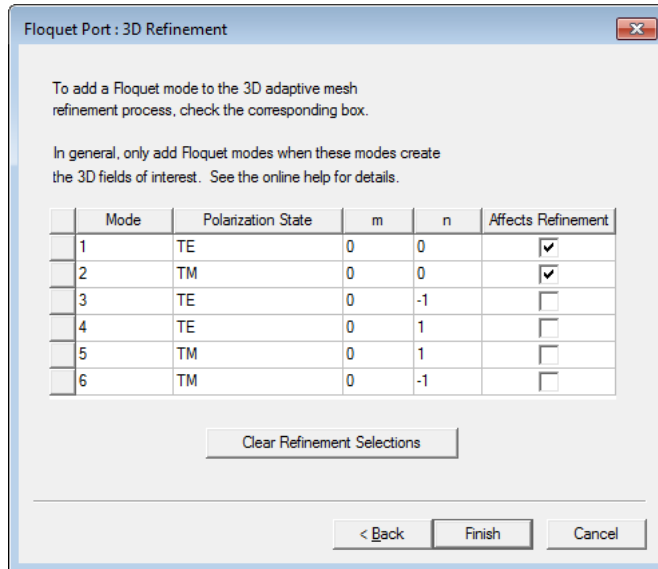 Floquet Port : 3D Refinement
To add a Floquet mode to the 3D adaptive mesh
refinement process, check the corresponding box.
In general, only add Floquet modes when these modes create
the 3D fields of interest.  See the online help for details.
Mode Polarization State m n Affects Refinement
1 TE 0 0
2 TM 0 0
3 TE 0 -1
4 TE 0 1
5 TM 0 1
6 TM 0 -1
Clear Refinement Selections
< Back Finish Cancel